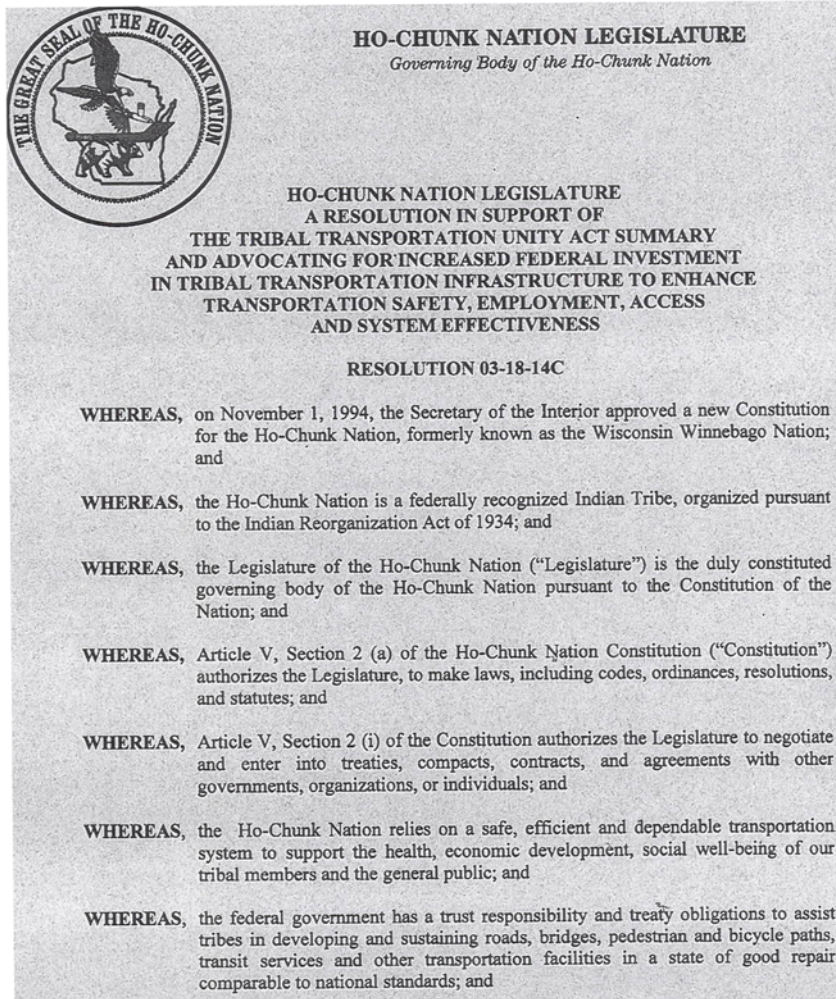 THE GREAT SEAL OF THE HO-CHUNK NATION
HO-CHUNK NATION LEGISLATURE
Governing Body of the Ho-Chunk Nation
HO-CHUNK NATION LEGISLATURE
A RESOLUTION IN SUPPORT OF
THE TRIBAL TRANSPORTATION UNITY ACT SUMMARY
AND ADVOCATING FOR INCREASED FEDERAL INVESTMENT
IN TRIBAL TRANSPORTATION INFRASTRUCTURE TO ENHANCE
TRANSPORTATION SAFETY, EMPLOYMENT, ACCESS
AND SYSTEM EFFECTIVENESS
RESOLUTION 03-18-14C
WHEREAS, on November 1, 1994, the Secretary of the Interior approved a new Constitution
for the Ho-Chunk Nation, formerly known as the Wisconsin Winnebago Nation;
and
WHEREAS, the Ho-Chunk Nation is a federally recognized Indian Tribe, organized pursuant
to the Indian Reorganization Act of 1934; and
WHEREAS, the Legislature of the Ho-Chunk Nation ("Legislature") is the duly constituted
governing body of the Ho-Chunk Nation pursuant to the Constitution of the
Nation; and
WHEREAS, Article V, Section 2 (a) of the Ho-Chunk Nation Constitution ("Constitution")
authorizes the Legislature, to make laws, including codes, ordinances, resolutions,
and statutes; and
WHEREAS, Article V, Section 2 (i) of the Constitution authorizes the Legislature to negotiate
and enter into treaties, compacts, contracts, and agreements with other
governments, organizations, or individuals; and
WHEREAS, the Ho-Chunk Nation relies on a safe, efficient and dependable transportation
system to support the health, economic development, social well-being of our
tribal members and the general public; and
WHEREAS, the federal government has a trust responsibility and treaty obligations to assist
tribes in developing and sustaining roads, bridges, pedestrian and bicycle paths,
transit services and other transportation facilities in a state of good repair
comparable to national standards; and